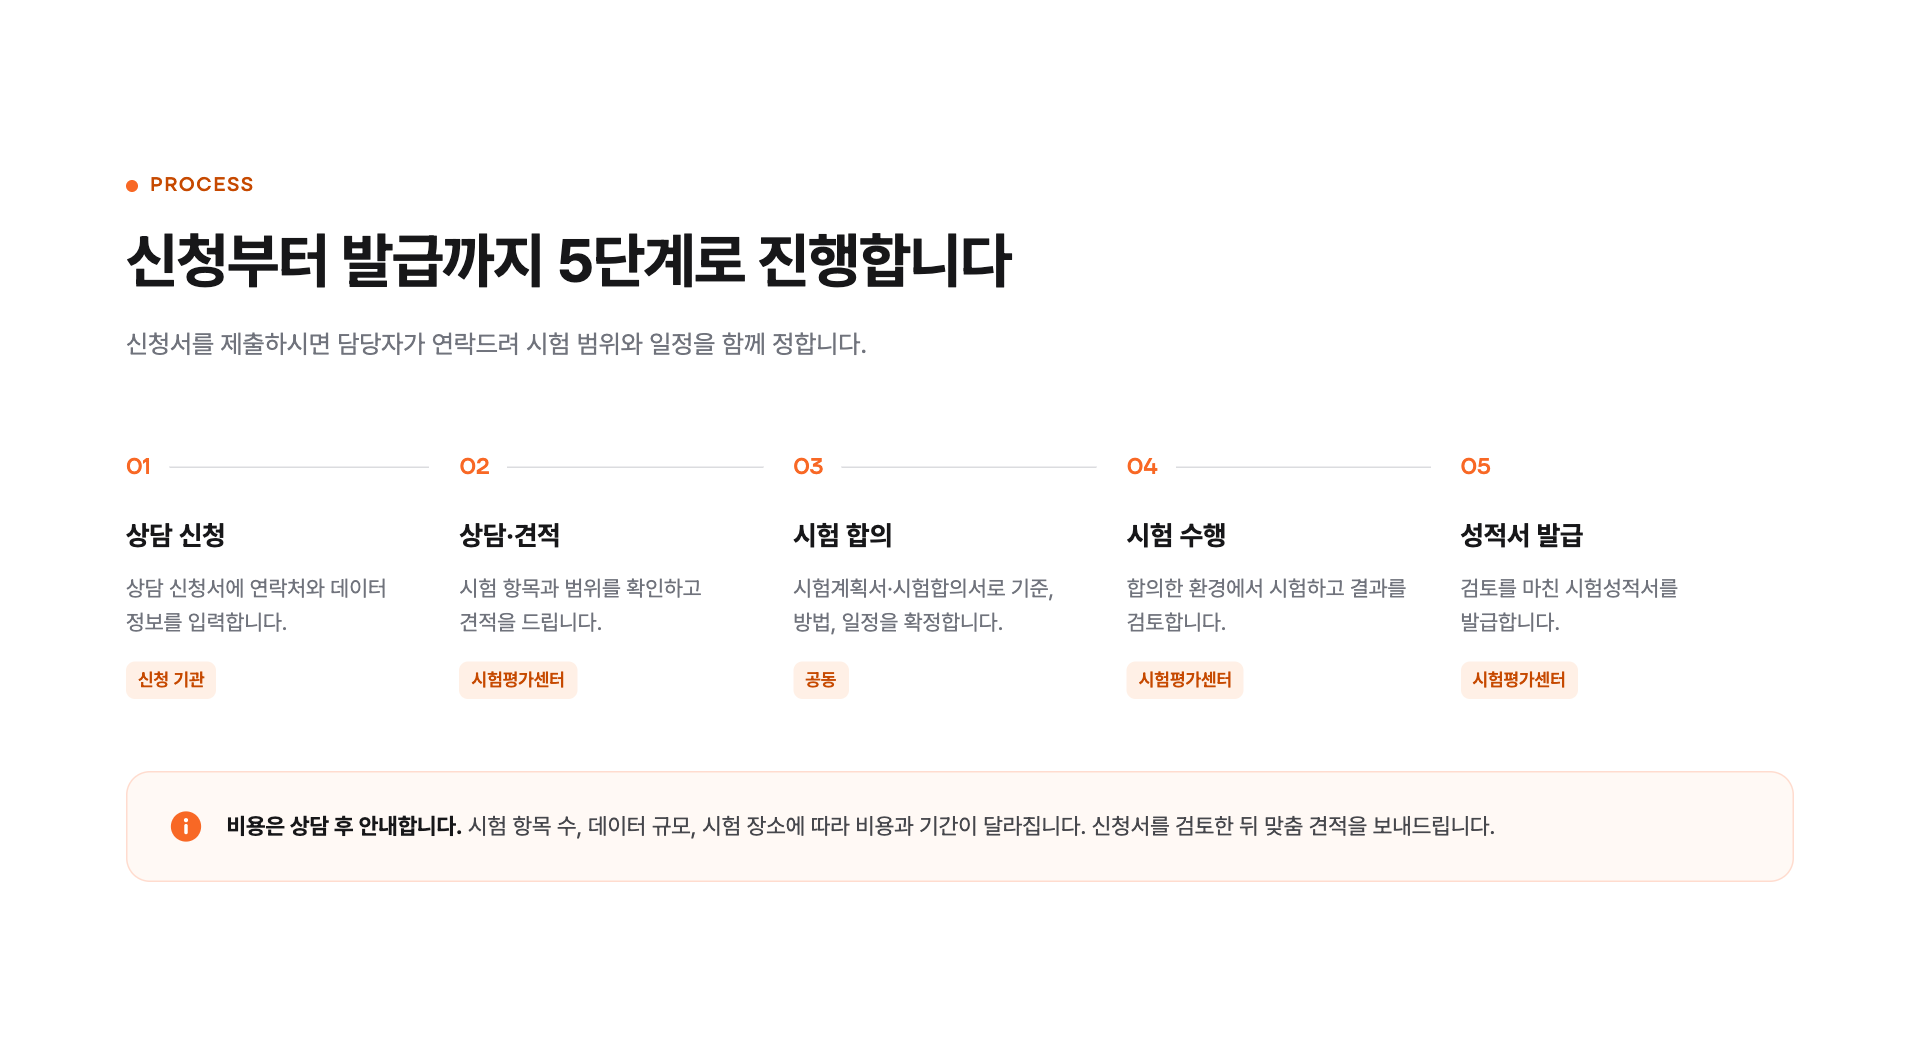 PROCESS
신청부터 발급까지 5단계로 진행합니다
신청서를 제출하시면 담당자가 연락드려 시험 범위와 일정을 함께 정합니다.
01
상담 신청
상담 신청서에 연락처와 데이터
정보를 입력합니다.
신청 기관
02
상담·견적
시험 항목과 범위를 확인하고
견적을 드립니다.
시험평가센터
03
시험 합의
시험계획서·시험합의서로 기준,
방법, 일정을 확정합니다.
공동
04
시험 수행
합의한 환경에서 시험하고 결과를
검토합니다.
시험평가센터
05
성적서 발급
검토를 마친 시험성적서를
발급합니다.
시험평가센터
비용은 상담 후 안내합니다. 시험 항목 수, 데이터 규모, 시험 장소에 따라 비용과 기간이 달라집니다. 신청서를 검토한 뒤 맞춤 견적을 보내드립니다.